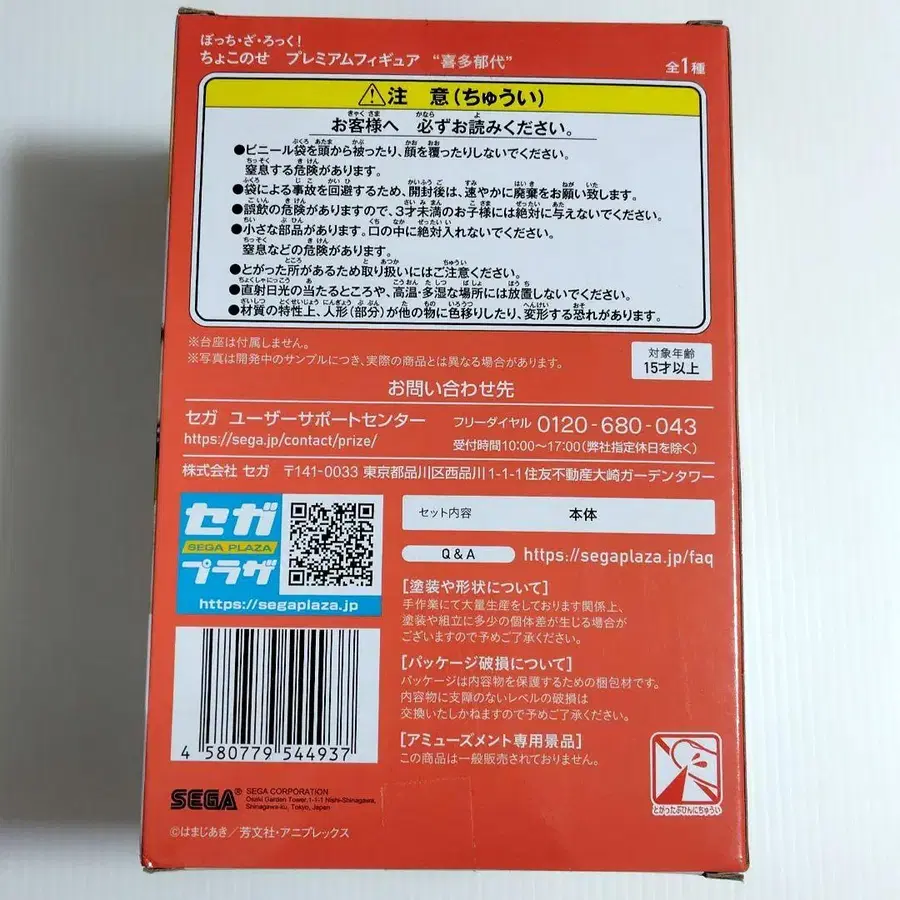 ぼっち・ざ・ろっく!
ちょこのせ プレミアムフィギュア “喜多郁代”
全1種
⚠注 意(ちゅうい)
お客様へ 必ずお読みください。
●ビニール袋を頭から被ったり、顔を覆ったりしないでください。
窒息する危険があります。
●袋による事故を回避するため、開封後は、速やかに廃棄をお願い致します。
●誤飲の危険がありますので、3才未満のお子様には絶対に与えないでください。
●小さな部品があります。口の中に絶対入れないでください。
窒息などの危険があります。
●とがった所があるため取り扱いにはご注意ください。
●直射日光の当たるところや、高温・多湿な場所には放置しないでください。
●材質の特性上、人形(部分)が他の物に色移りしたり、変形する恐れがあります。
※台座は付属しません。
※写真は開発中のサンプルにつき、実際の商品とは異なる場合があります。
対象年齢
15才以上
お問い合わせ先
セガ ユーザーサポートセンター
https://sega.jp/contact/prize/
フリーダイヤル 0120-680-043
受付時間10:00〜17:00(弊社指定休日を除く)
株式会社 セガ 〒141-0033 東京都品川区西品川1-1-1住友不動産大崎ガーデンタワー
セガ
SEGA PLAZA
プラザ
https://segaplaza.jp
セット内容 本体
Q&A https://segaplaza.jp/faq
[塗装や形状について]
手作業にて大量生産をしております関係上、
塗装や組立に多少の個体差が生じる場合が
ございますので予めご了承ください。
[パッケージ破損について]
パッケージは内容物を保護するための梱包材です。
内容物に支障のないレベルの破損は
交換いたしかねますので予めご了承ください。
[アミューズメント専用景品]
この商品は一般販売されておりません。
4 580779 544937
SEGA®
SEGA CORPORATION
Osaki Garden Tower, 1-1-1 Nishi-Shinagawa,
Shinagawa-ku, Tokyo, Japan
©はまじあき/芳文社・アニプレックス
とがったぶひんにちゅうい